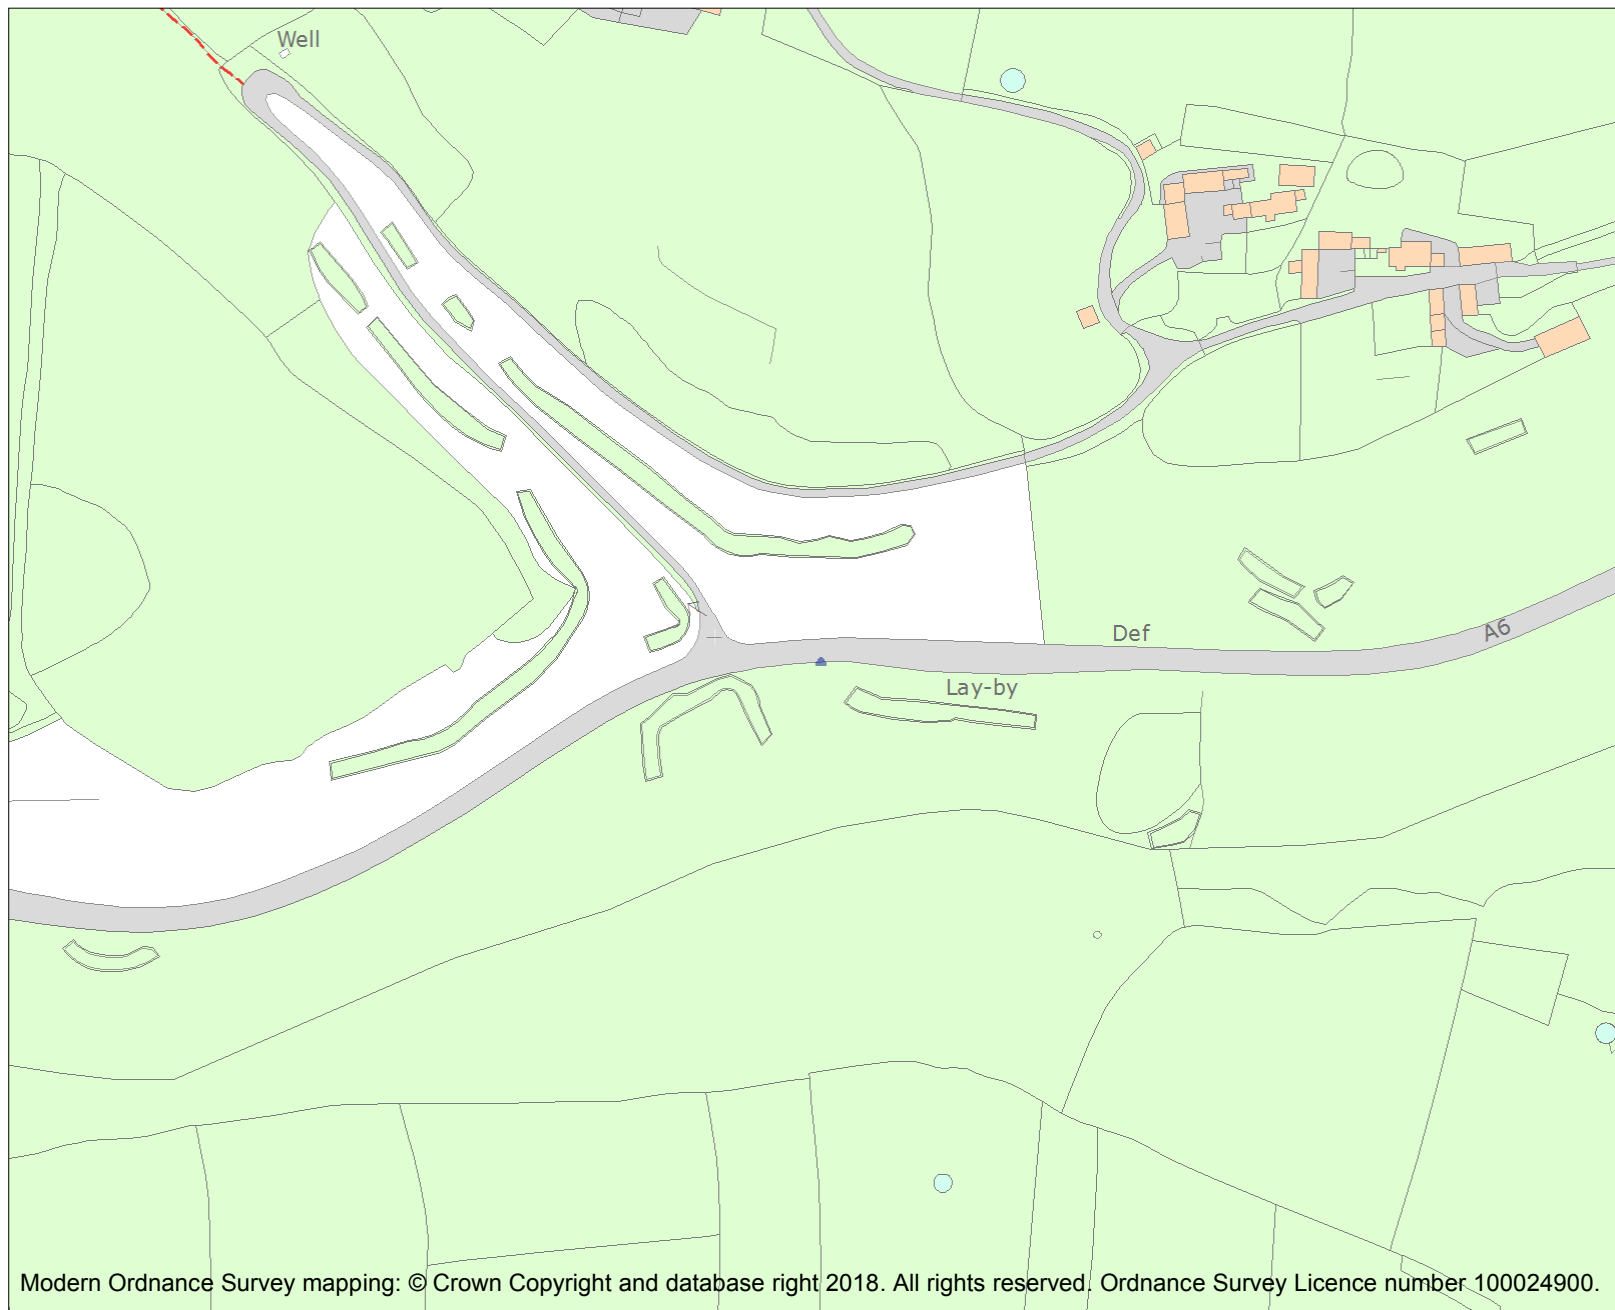 Well
Def
A6
Lay-by
Modern Ordnance Survey mapping: © Crown Copyright and database right 2018. All rights reserved. Ordnance Survey Licence number 100024900.